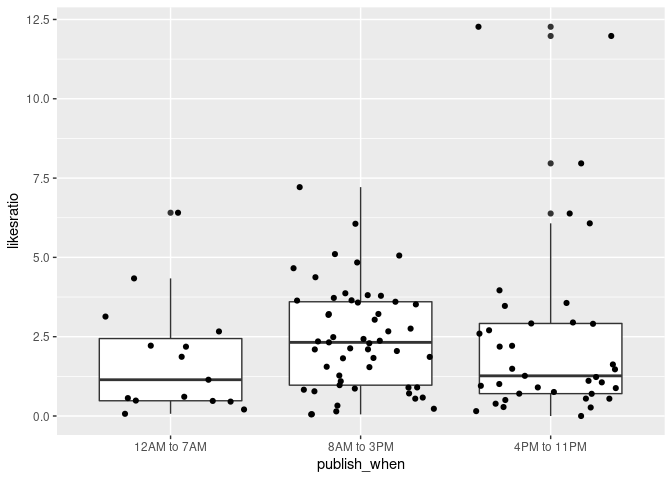 12.5
10.0
7.5
5.0
2.5
0.0
likesratio
12AM to 7AM
8AM to 3PM
4PM to 11PM
publish_when